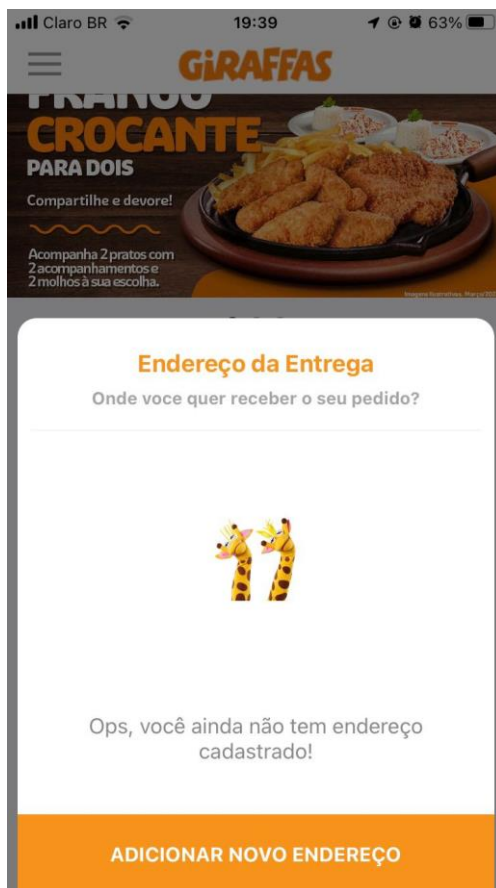 Claro BR 19:39 63%
GiRAFFAS
FRANGO
CROCANTE
PARA DOIS
Compartilhe e devore!
Acompanha 2 pratos com
2 acompanhamentos e
2 molhos à sua escolha.
Endereço da Entrega
Onde voce quer receber o seu pedido?
Ops, você ainda não tem endereço
cadastrado!
ADICIONAR NOVO ENDEREÇO